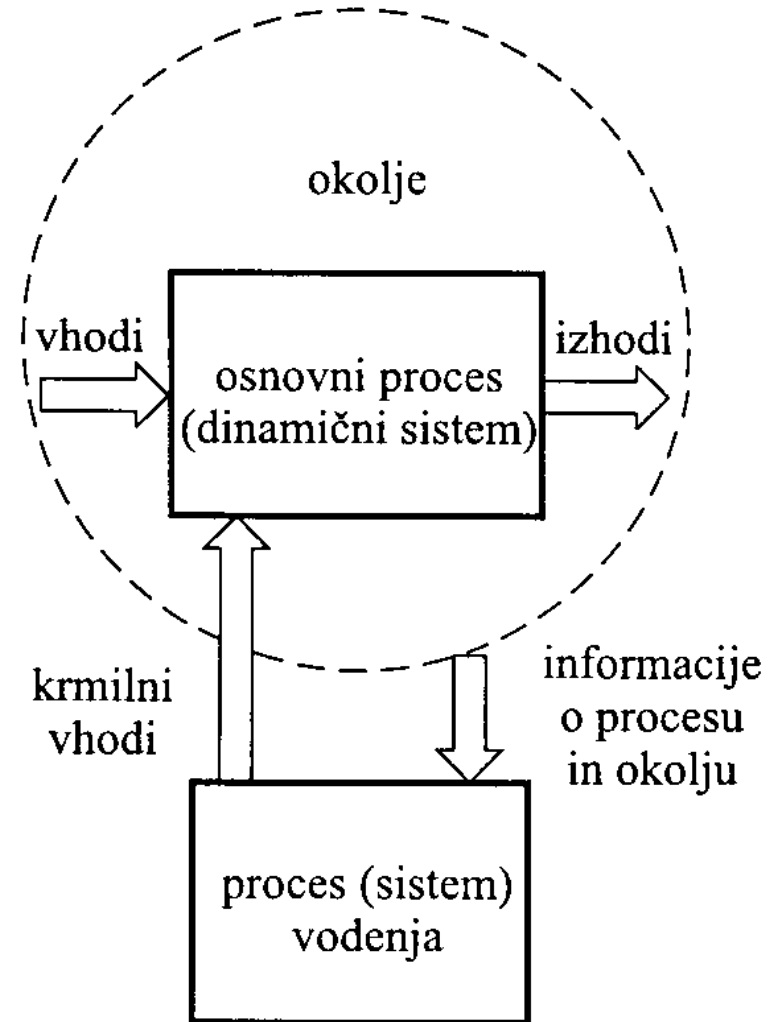 okolje
vhodi
izhodi
osnovni proces
(dinamični sistem)
krmilni
vhodi
informacije
o procesu
in okolju
proces (sistem)
vodenja